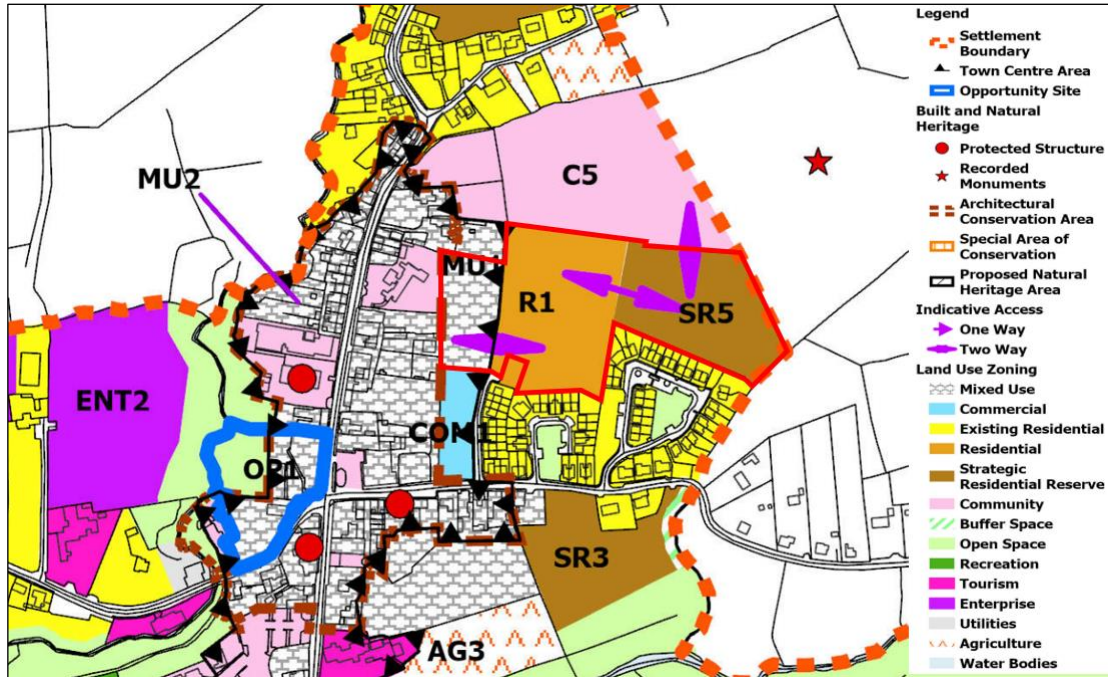 MU2
C5
MU1
R1
SR5
ENT2
COM1
OP1
SR3
AG3
Legend
Settlement
Boundary
Town Centre Area
Opportunity Site
Built and Natural
Heritage
Protected Structure
Recorded
Monuments
Architectural
Conservation Area
Special Area of
Conservation
Proposed Natural
Heritage Area
Indicative Access
One Way
Two Way
Land Use Zoning
Mixed Use
Commercial
Existing Residential
Residential
Strategic
Residential Reserve
Community
Buffer Space
Open Space
Recreation
Tourism
Enterprise
Utilities
Agriculture
Water Bodies